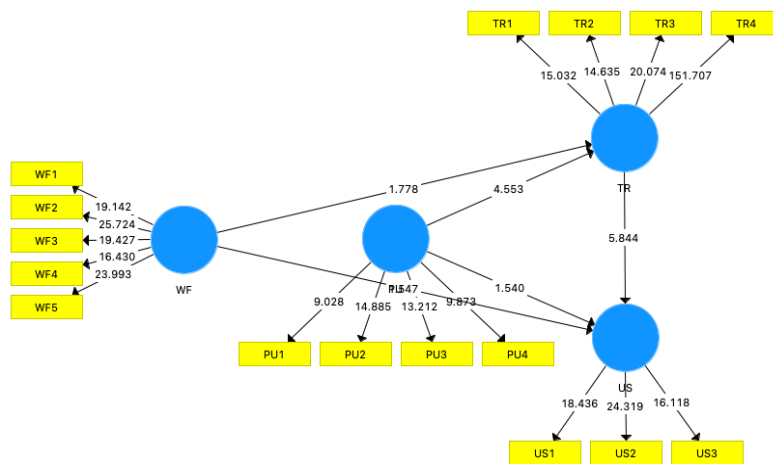 TR1
TR2
TR3
TR4
15.032
14.635
20.074
151.707
WF1
WF2
WF3
WF4
WF5
19.142
25.724
19.427
16.430
23.993
WF
1.778
4.553
TR
5.844
1.540
9.028
14.885
13.212
9.873
PU1
PU2
PU3
PU4
US
18.436
24.319
16.118
US1
US2
US3